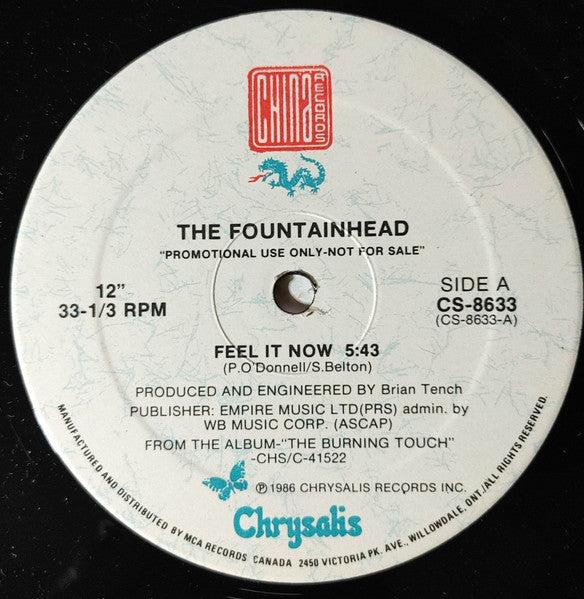 CHINA RECORDS
THE FOUNTAINHEAD
"PROMOTIONAL USE ONLY-NOT FOR SALE"
12"
33-1/3 RPM
SIDE A
CS-8633
(CS-8633-A)
FEEL IT NOW 5:43
(P.O'Donnell/S.Belton)
PRODUCED AND ENGINEERED BY Brian Tench
PUBLISHER: EMPIRE MUSIC LTD(PRS) admin. by
WB MUSIC CORP. (ASCAP)
FROM THE ALBUM-"THE BURNING TOUCH"
-CHS/C-41522
℗1986 CHRYSALIS RECORDS INC.
Chrysalis
MANUFACTURED AND DISTRIBUTED BY MCA RECORDS CANADA 2450 VICTORIA PK. AVE., WILLOWDALE, ONT./ALL RIGHTS RESERVED.